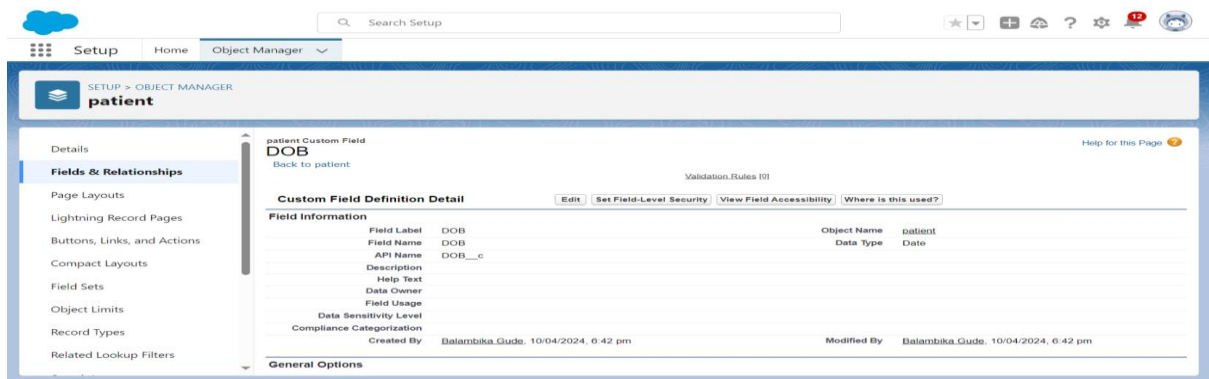 Search Setup
12
Setup Home Object Manager
SETUP > OBJECT MANAGER
patient
Details
Fields & Relationships
Page Layouts
Lightning Record Pages
Buttons, Links, and Actions
Compact Layouts
Field Sets
Object Limits
Record Types
Related Lookup Filters
patient Custom Field
DOB
Back to patient
Help for this Page
Validation Rules [0]
Custom Field Definition Detail Edit Set Field-Level Security View Field Accessibility Where is this used?
Field Information
Field Label DOB Object Name patient
Field Name DOB Data Type Date
API Name DOB__c
Description
Help Text
Data Owner
Field Usage
Data Sensitivity Level
Compliance Categorization
Created By Balambika Gude, 10/04/2024, 6:42 pm Modified By Balambika Gude, 10/04/2024, 6:42 pm
General Options